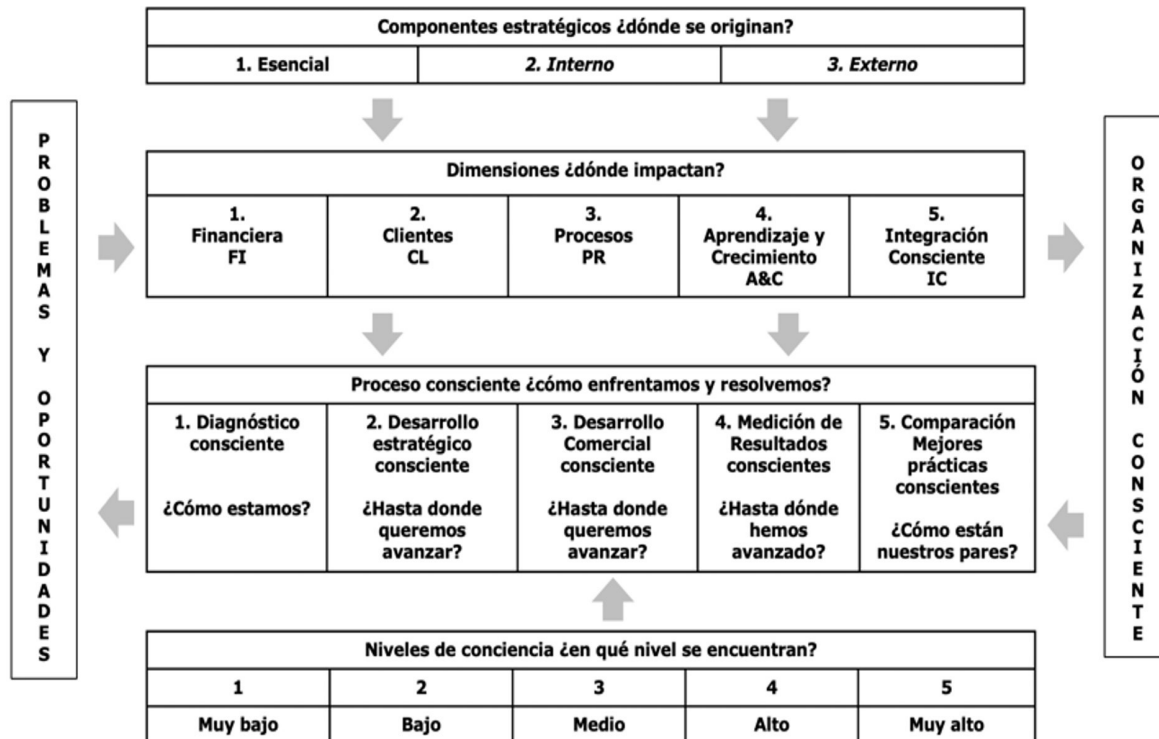 Componentes estratégicos ¿dónde se originan?
1. Esencial
2. Interno
3. Externo
PROBLEMAS Y OPORTUNIDADES
Dimensiones ¿dónde impactan?
1.
Financiera
FI
2.
Clientes
CL
3.
Procesos
PR
4.
Aprendizaje y
Crecimiento
A&C
5.
Integración
Consciente
IC
ORGANIZACIÓN CONSCIENTE
Proceso consciente ¿cómo enfrentamos y resolvemos?
1. Diagnóstico
consciente
¿Cómo estamos?
2. Desarrollo
estratégico
consciente
¿Hasta donde
queremos
avanzar?
3. Desarrollo
Comercial
consciente
¿Hasta donde
queremos
avanzar?
4. Medición de
Resultados
conscientes
¿Hasta dónde
hemos
avanzado?
5. Comparación
Mejores
prácticas
conscientes
¿Cómo están
nuestros pares?
Niveles de conciencia ¿en qué nivel se encuentran?
1
2
3
4
5
Muy bajo
Bajo
Medio
Alto
Muy alto